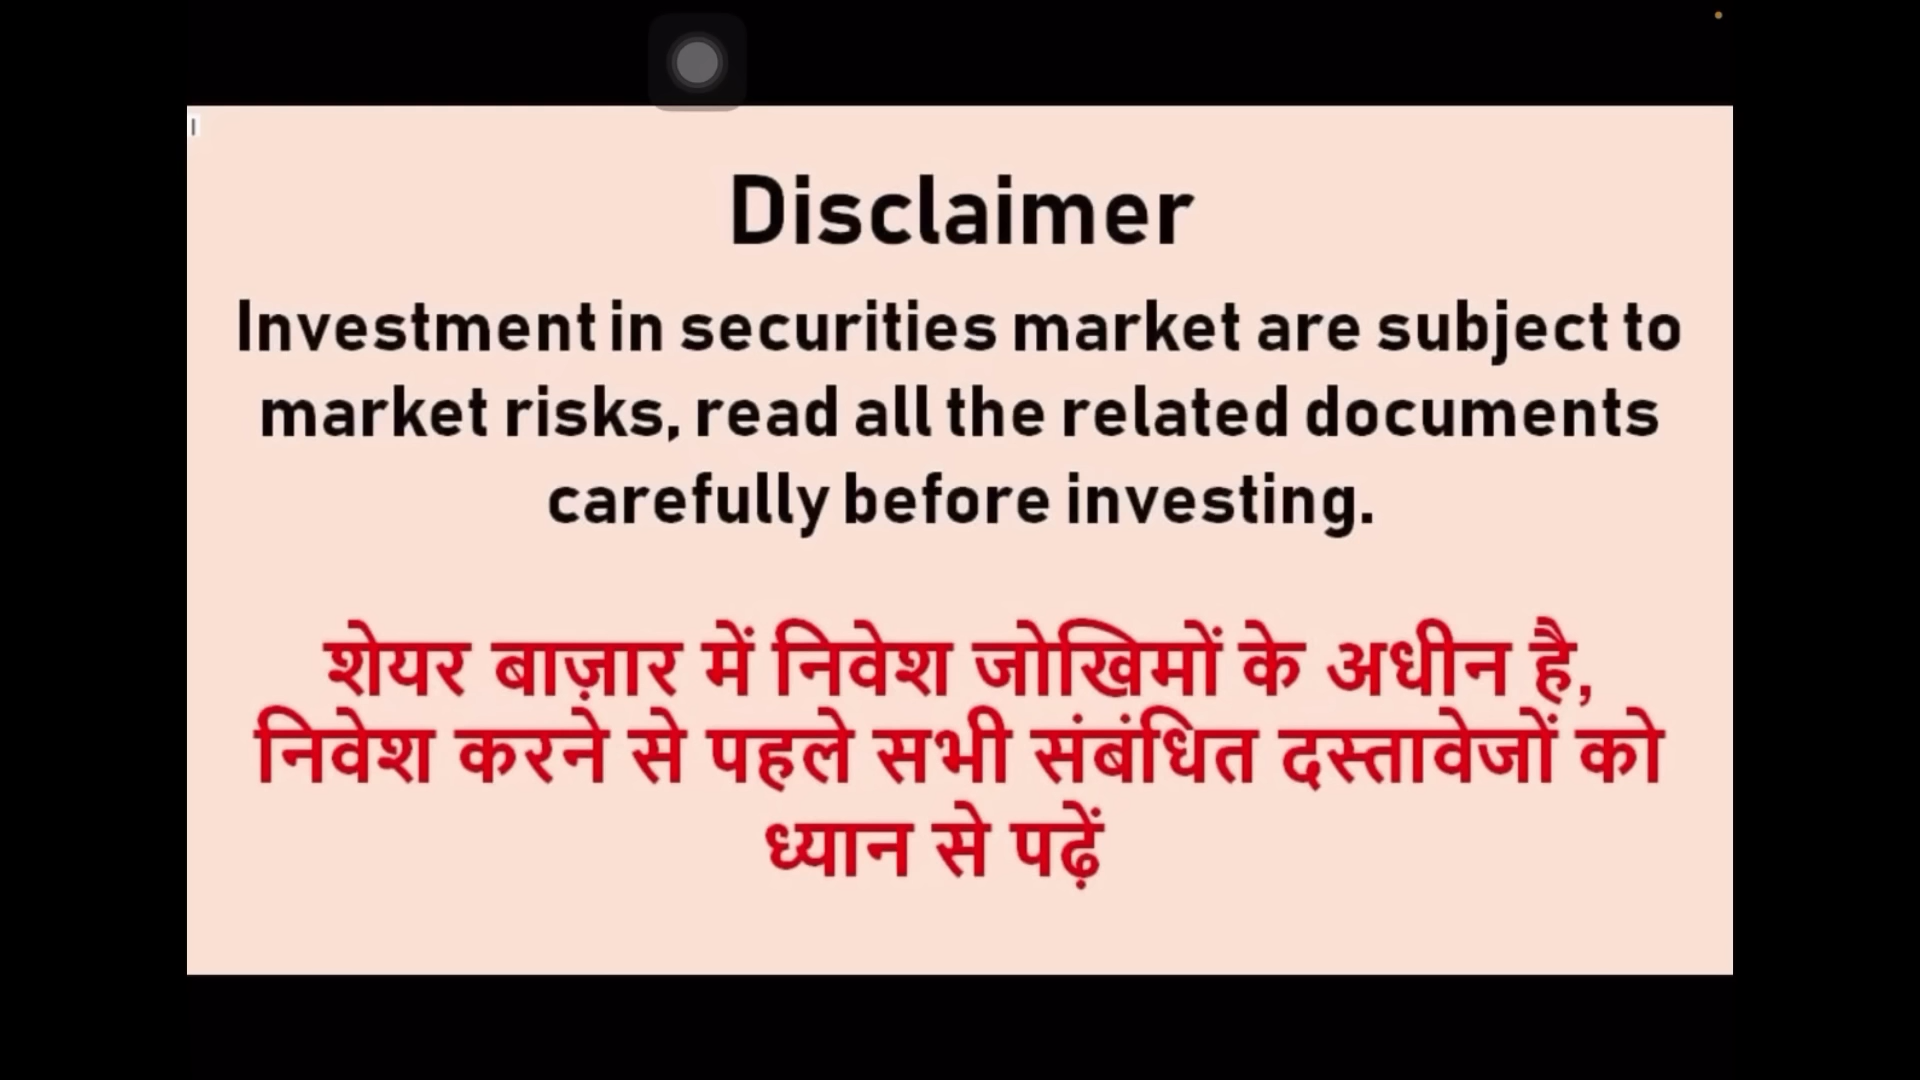 Disclaimer
Investment in securities market are subject to
market risks, read all the related documents
carefully before investing.
शेयर बाज़ार में निवेश जोखिमों के अधीन है,
निवेश करने से पहले सभी संबंधित दस्तावेजों को
ध्यान से पढ़ें